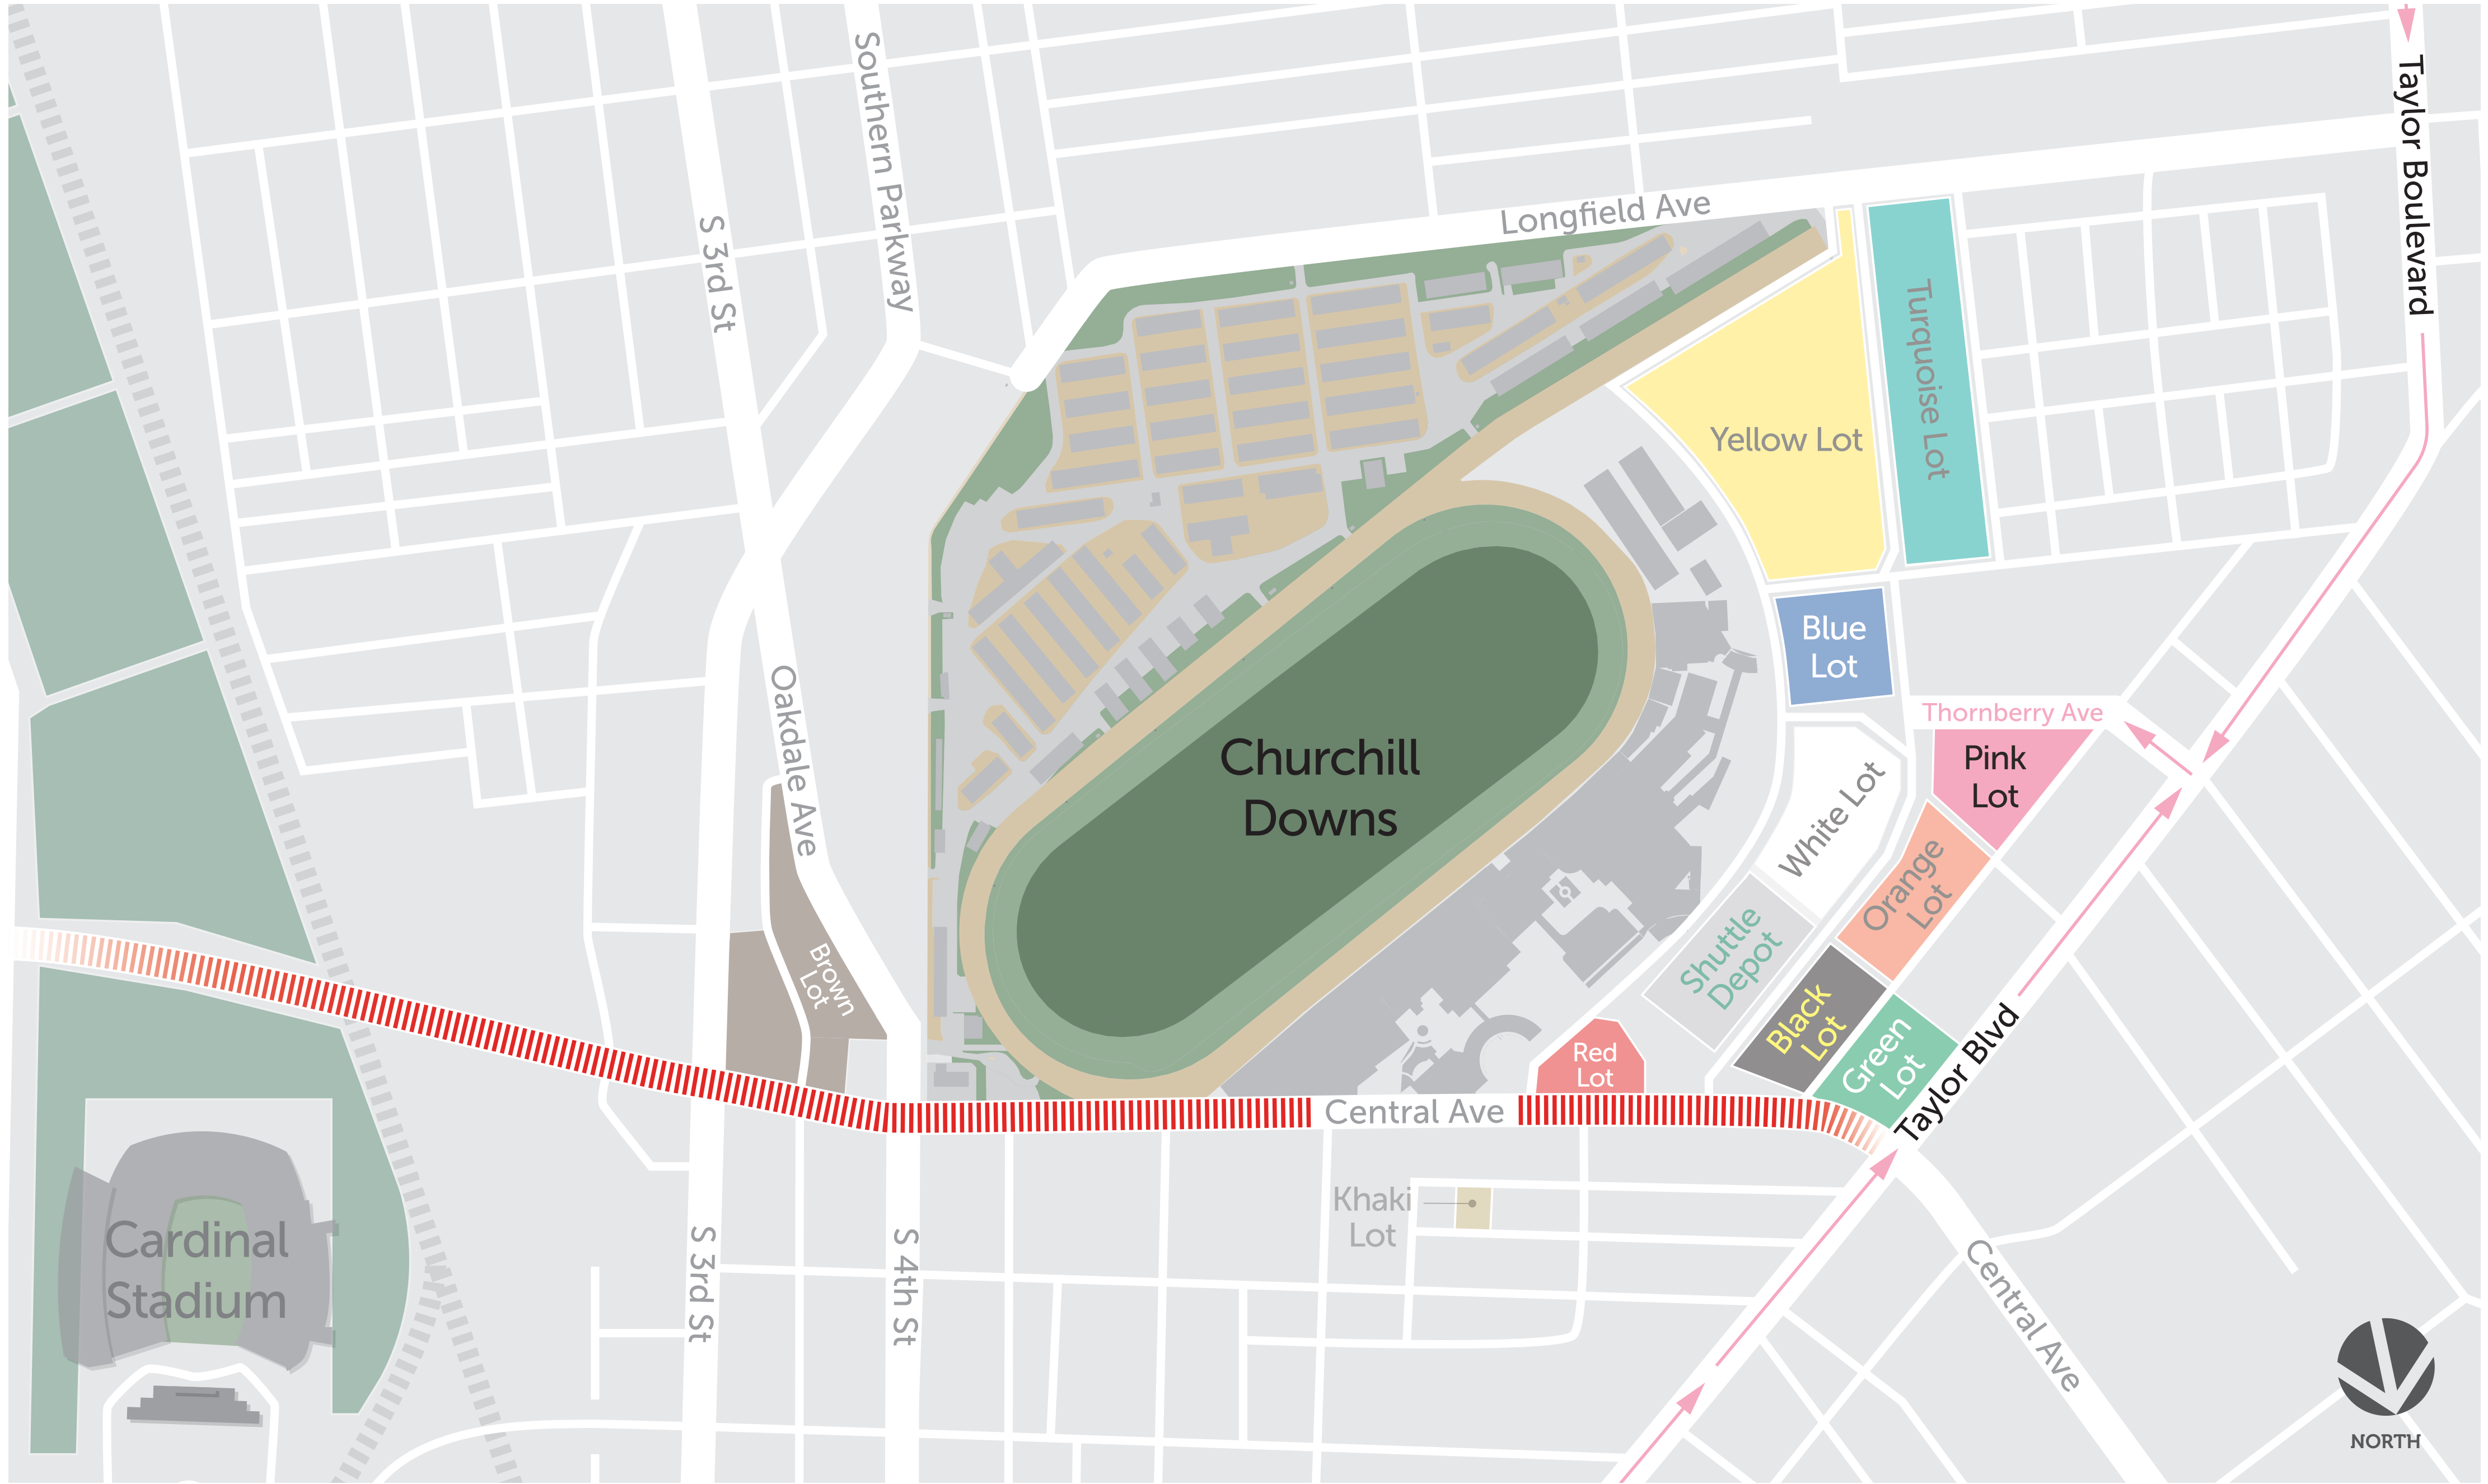 Southern Parkway
Taylor Boulevard
S 3rd St
Longfield Ave
Turquoise Lot
Yellow Lot
Blue
Lot
Oakdale Ave
Thornberry Ave
Pink
Lot
Churchill
Downs
White Lot
Orange
Lot
Shuttle
Depot
Brown
Lot
Black
Lot
Green
Lot
Red
Lot
Taylor Blvd
Central Ave
Khaki
Lot
Cardinal
Stadium
S 3rd St
S 4th St
Central Ave
NORTH